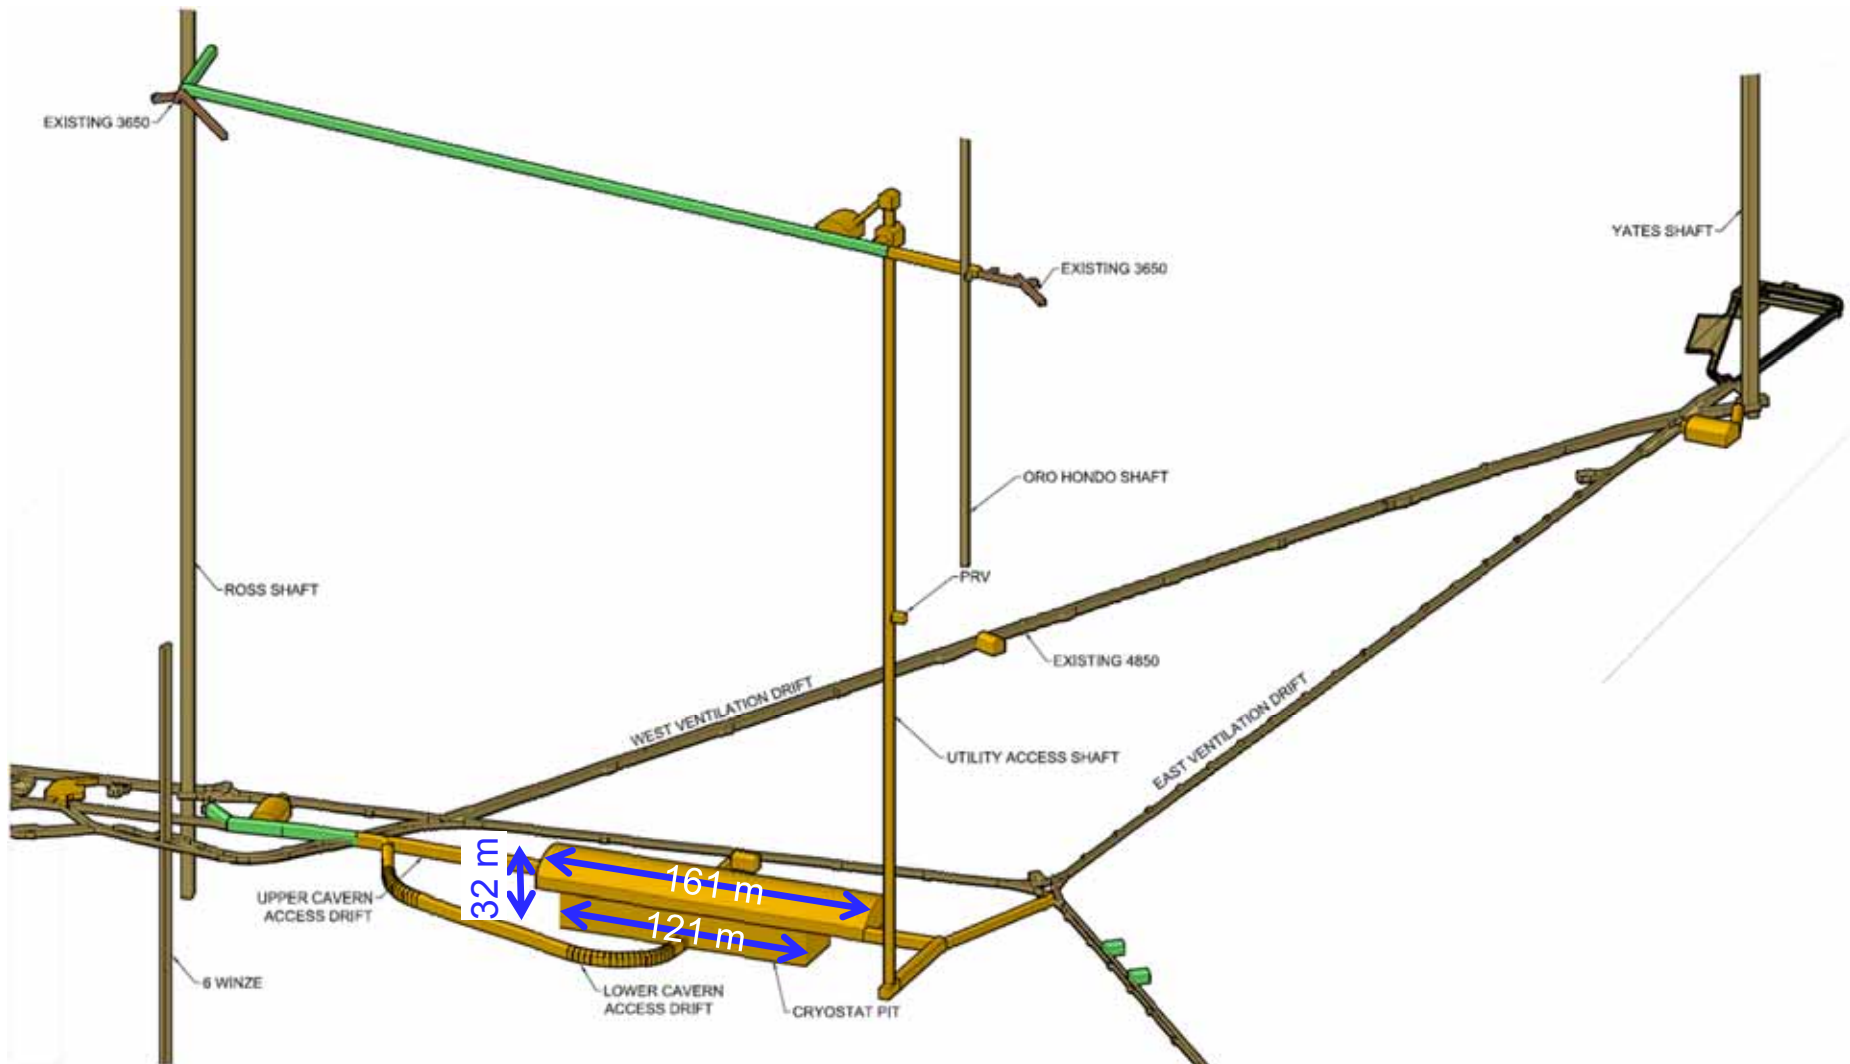 EXISTING 3650
EXISTING 3650
YATES SHAFT
ORO HONDO SHAFT
PRV
ROSS SHAFT
EXISTING 4850
WEST VENTILATION DRIFT
EAST VENTILATION DRIFT
UTILITY ACCESS SHAFT
32 m
161 m
121 m
UPPER CAVERN
ACCESS DRIFT
6 WINZE
LOWER CAVERN
ACCESS DRIFT
CRYOSTAT PIT